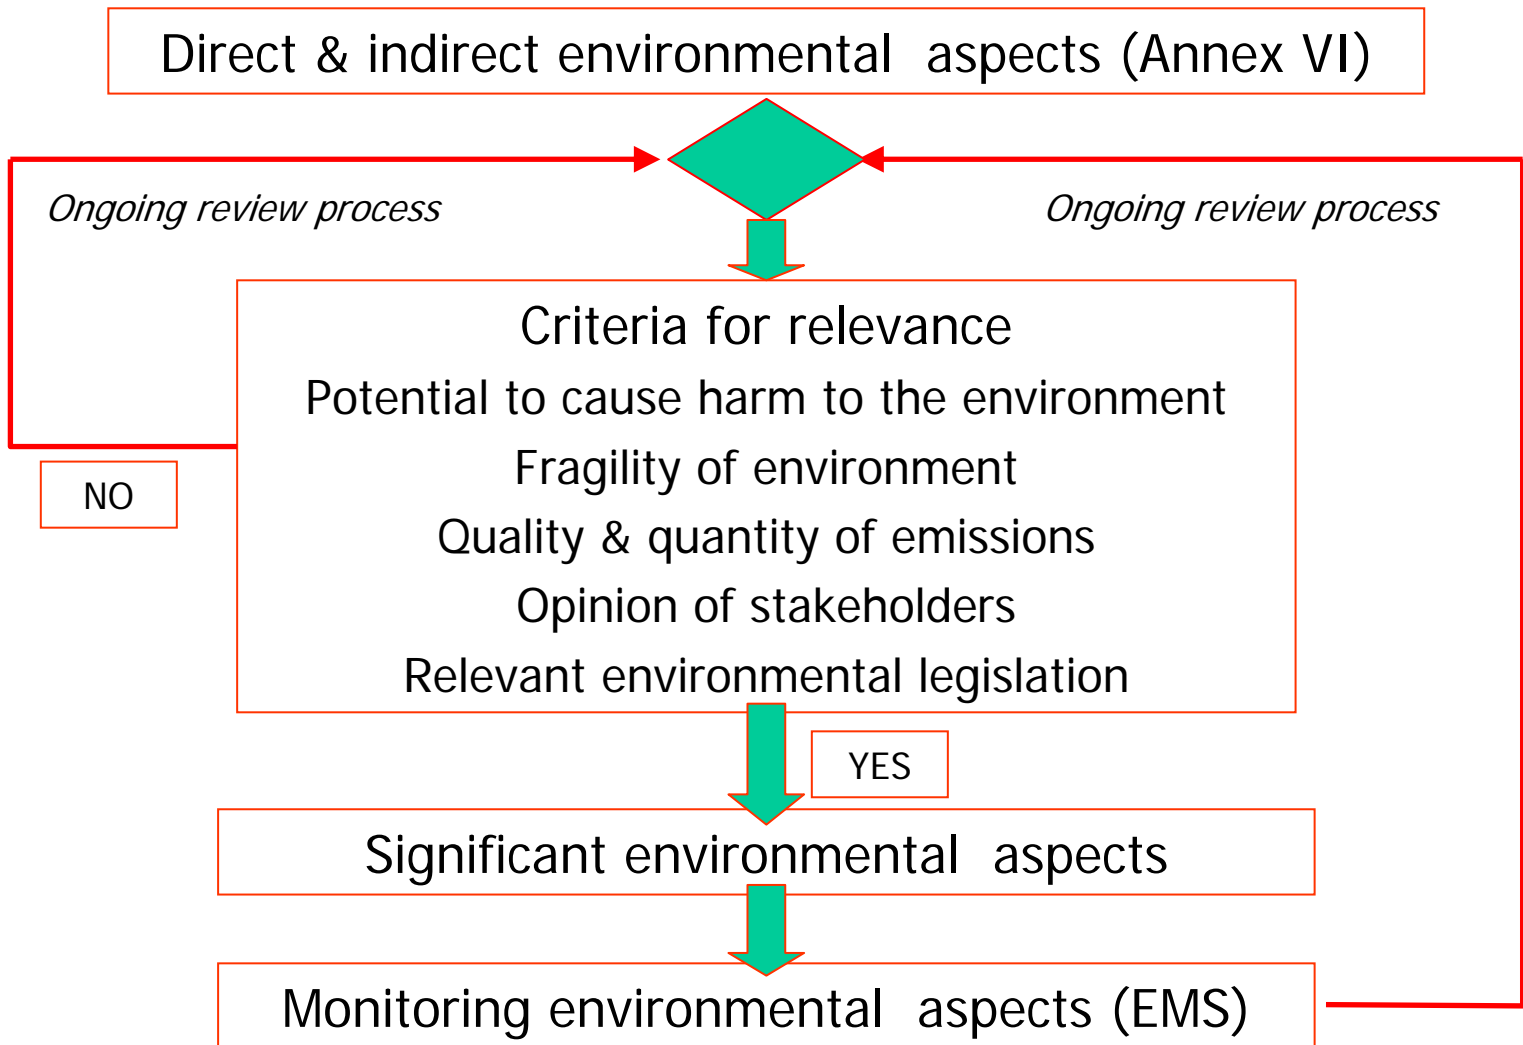 Direct & indirect environmental aspects (Annex VI)
Ongoing review process
Ongoing review process
Criteria for relevance
Potential to cause harm to the environment
Fragility of environment
NO
Quality & quantity of emissions
Opinion of stakeholders
Relevant environmental legislation
YES
Significant environmental aspects
Monitoring environmental aspects (EMS)